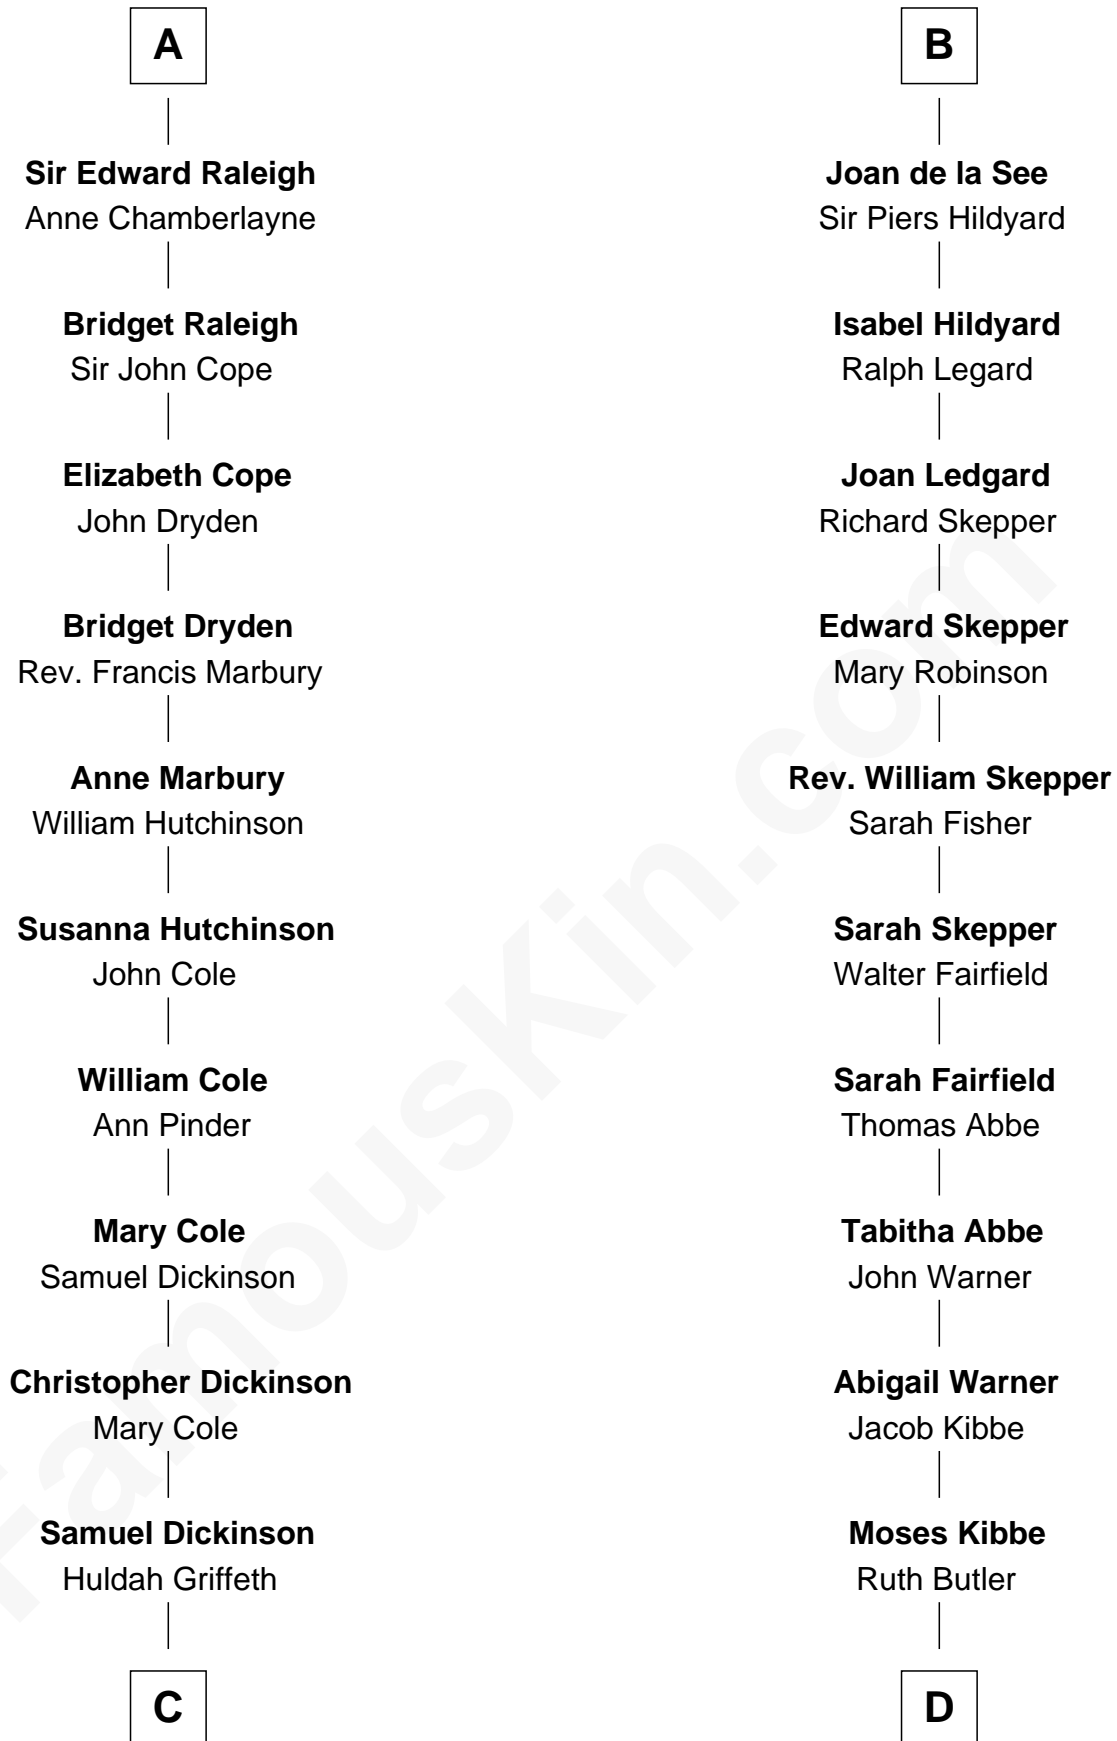 A
Sir Edward Raleigh
Anne Chamberlayne
Bridget Raleigh
Sir John Cope
Elizabeth Cope
John Dryden
Bridget Dryden
Rev. Francis Marbury
Anne Marbury
William Hutchinson
Susanna Hutchinson
John Cole
William Cole
Ann Pinder
Mary Cole
Samuel Dickinson
Christopher Dickinson
Mary Cole
Samuel Dickinson
Huldah Griffeth
C
B
Joan de la See
Sir Piers Hildyard
Isabel Hildyard
Ralph Legard
Joan Ledgard
Richard Skepper
Edward Skepper
Mary Robinson
Rev. William Skepper
Sarah Fisher
Sarah Skepper
Walter Fairfield
Sarah Fairfield
Thomas Abbe
Tabitha Abbe
John Warner
Abigail Warner
Jacob Kibbe
Moses Kibbe
Ruth Butler
D
FamousKin.com